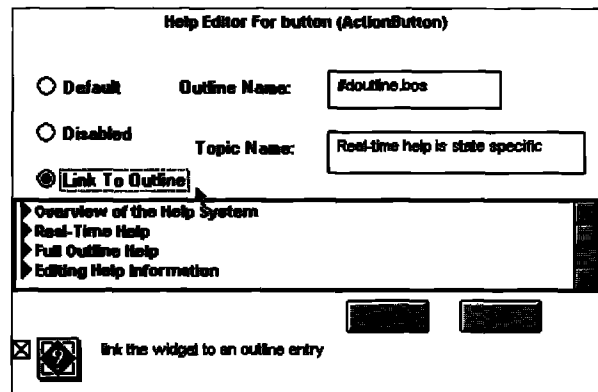 Help Editor For button (ActionButton)
Default
Outline Name:
#doutline.bos
Disabled
Topic Name:
Real-time help is state specific
Link To Outline
Overview of the Help System
Real-Time Help
Full Outline Help
Editing Help Information
link the widget to an outline entry